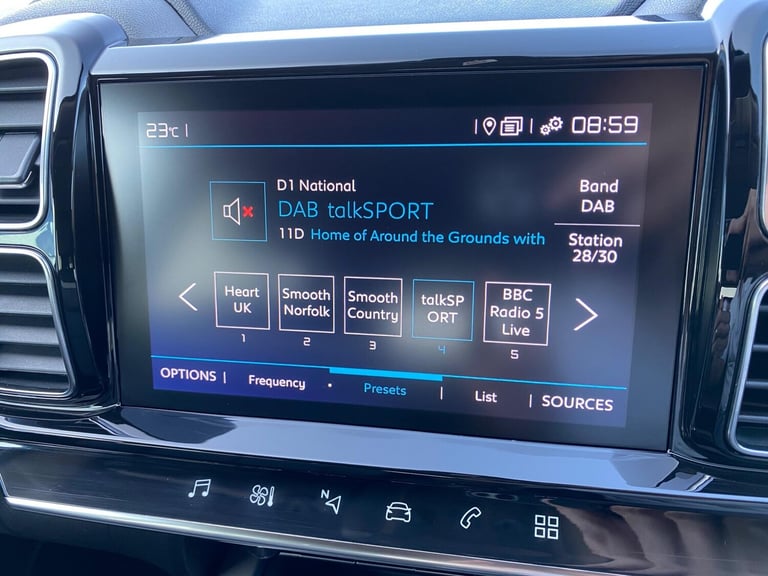 23°C
08:59
D1 National
DAB talkSPORT
11D Home of Around the Grounds with
Band
DAB
Station
28/30
Heart
UK
1
Smooth
Norfolk
2
Smooth
Country
3
talkSP
ORT
4
BBC
Radio 5
Live
5
OPTIONS
Frequency
Presets
List
SOURCES
N